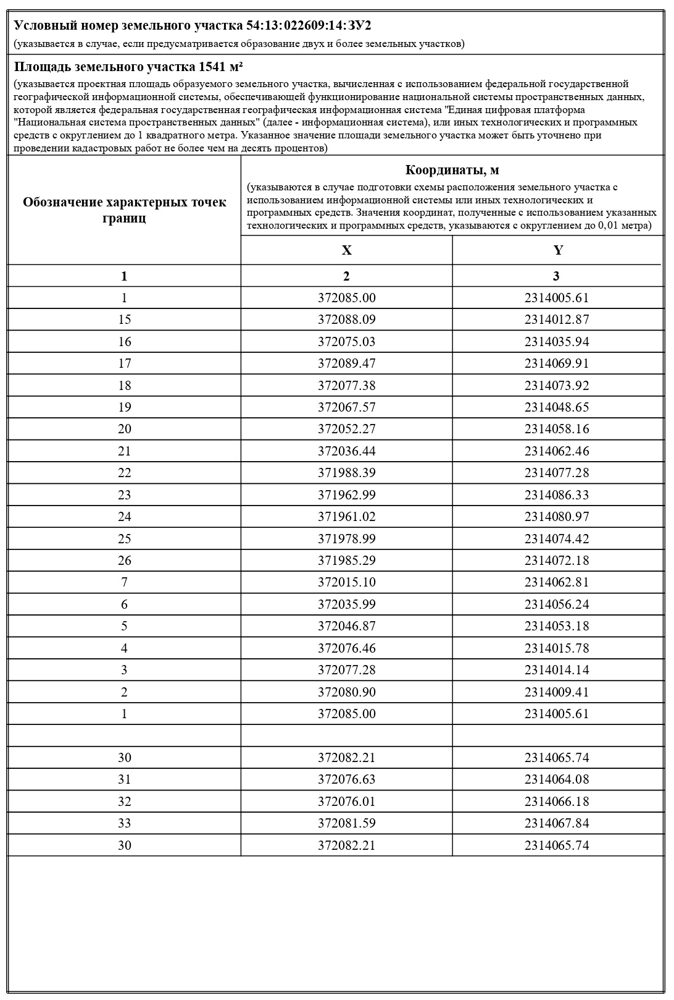 Условный номер земельного участка 54:13:022609:14:ЗУ2
(указывается в случае, если предусматривается образование двух и более земельных участков)
Площадь земельного участка 1541 м²
(указывается проектная площадь образуемого земельного участка, вычисленная с использованием федеральной государственной
географической информационной системы, обеспечивающей функционирование национальной системы пространственных данных,
которой является федеральная государственная географическая информационная система "Единая цифровая платформа
"Национальная система пространственных данных" (далее - информационная система), или иных технологических и программных
средств с округлением до 1 квадратного метра. Указанное значение площади земельного участка может быть уточнено при
проведении кадастровых работ не более чем на десять процентов)
Обозначение характерных точек
границ
Координаты, м
(указываются в случае подготовки схемы расположения земельного участка с
использованием информационной системы или иных технологических и
программных средств. Значения координат, полученные с использованием указанных
технологических и программных средств, указываются с округлением до 0,01 метра)
X Y
1 2 3
1 372085.00 2314005.61
15 372088.09 2314012.87
16 372075.03 2314035.94
17 372089.47 2314069.91
18 372077.38 2314073.92
19 372067.57 2314048.65
20 372052.27 2314058.16
21 372036.44 2314062.46
22 371988.39 2314077.28
23 371962.99 2314086.33
24 371961.02 2314080.97
25 371978.99 2314074.42
26 371985.29 2314072.18
7 372015.10 2314062.81
6 372035.99 2314056.24
5 372046.87 2314053.18
4 372076.46 2314015.78
3 372077.28 2314014.14
2 372080.90 2314009.41
1 372085.00 2314005.61
30 372082.21 2314065.74
31 372076.63 2314064.08
32 372076.01 2314066.18
33 372081.59 2314067.84
30 372082.21 2314065.74